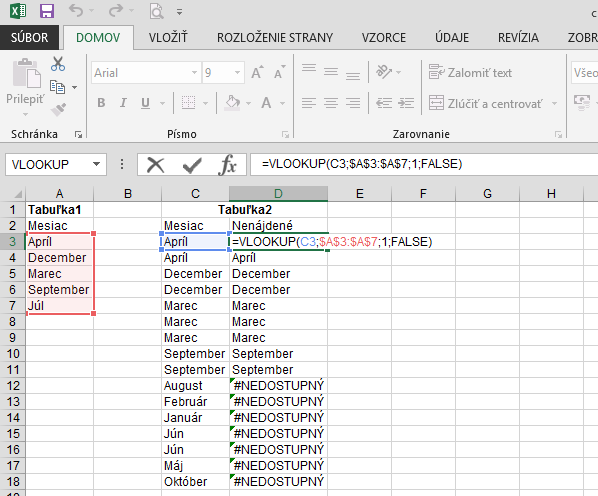 c
SÚBOR DOMOV VLOŽIŤ ROZLOŽENIE STRANY VZORCE ÚDAJE REVÍZIA ZOBR
Prilepiť
Arial 9
B I U A
Zalomiť text
Zlúčiť a centrovať
Všeo
Schránka Písmo Zarovnanie
VLOOKUP fx =VLOOKUP(C3;$A$3:$A$7;1;FALSE)
A B C D E F G H
1 Tabuľka1 Tabuľka2
2 Mesiac Mesiac Nenájdené
3 Apríl Apríl =VLOOKUP(C3;$A$3:$A$7;1;FALSE)
4 December Apríl Apríl
5 Marec December December
6 September December December
7 Júl Marec Marec
8 Marec Marec
9 Marec Marec
10 September September
11 September September
12 August #NEDOSTUPNÝ
13 Február #NEDOSTUPNÝ
14 Január #NEDOSTUPNÝ
15 Jún #NEDOSTUPNÝ
16 Jún #NEDOSTUPNÝ
17 Máj #NEDOSTUPNÝ
18 Október #NEDOSTUPNÝ